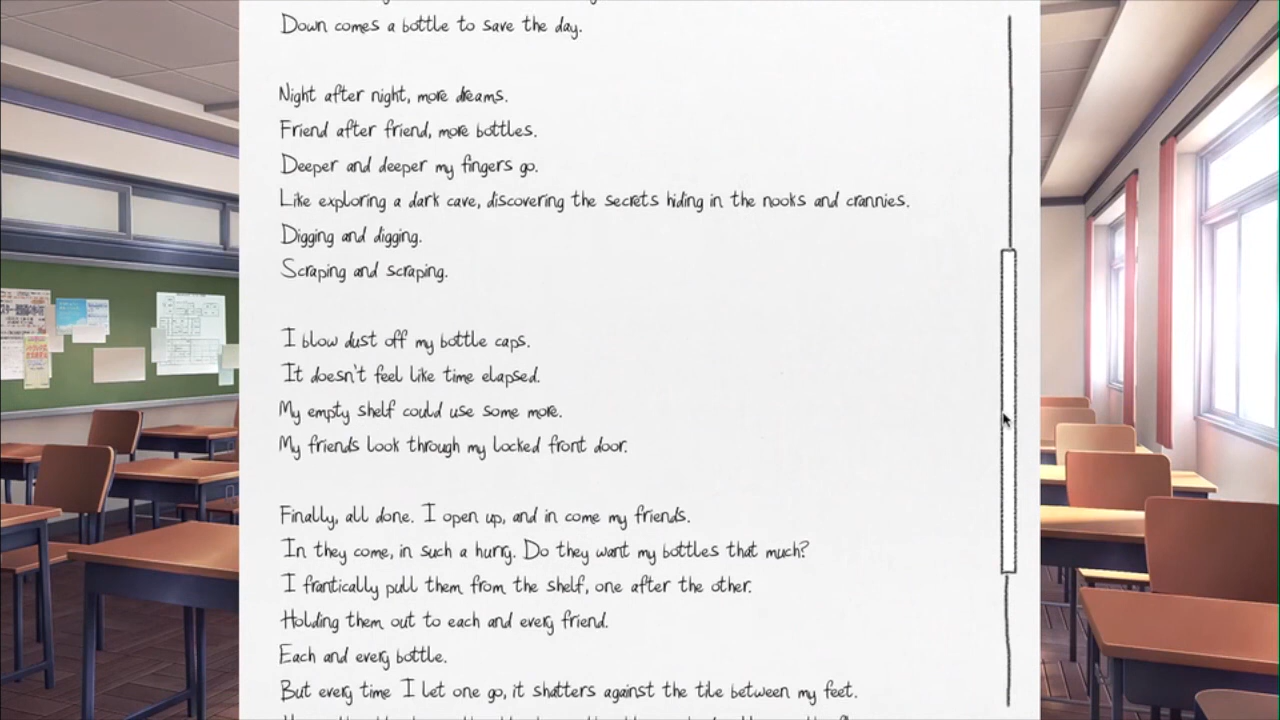 Down comes a bottle to save the day.
Night after night, more dreams.
Friend after friend, more bottles.
Deeper and deeper my fingers go.
Like exploring a dark cave, discovering the secrets hiding in the nooks and crannies.
Digging and digging.
Scraping and scraping.
I blow dust off my bottle caps.
It doesn't feel like time elapsed.
My empty shelf could use some more.
My friends look through my locked front door.
Finally, all done. I open up, and in come my friends.
In they come, in such a hurry. Do they want my bottles that much?
I frantically pull them from the shelf, one after the other.
Holding them out to each and every friend.
Each and every bottle.
But every time I let one go, it shatters against the tile between my feet.